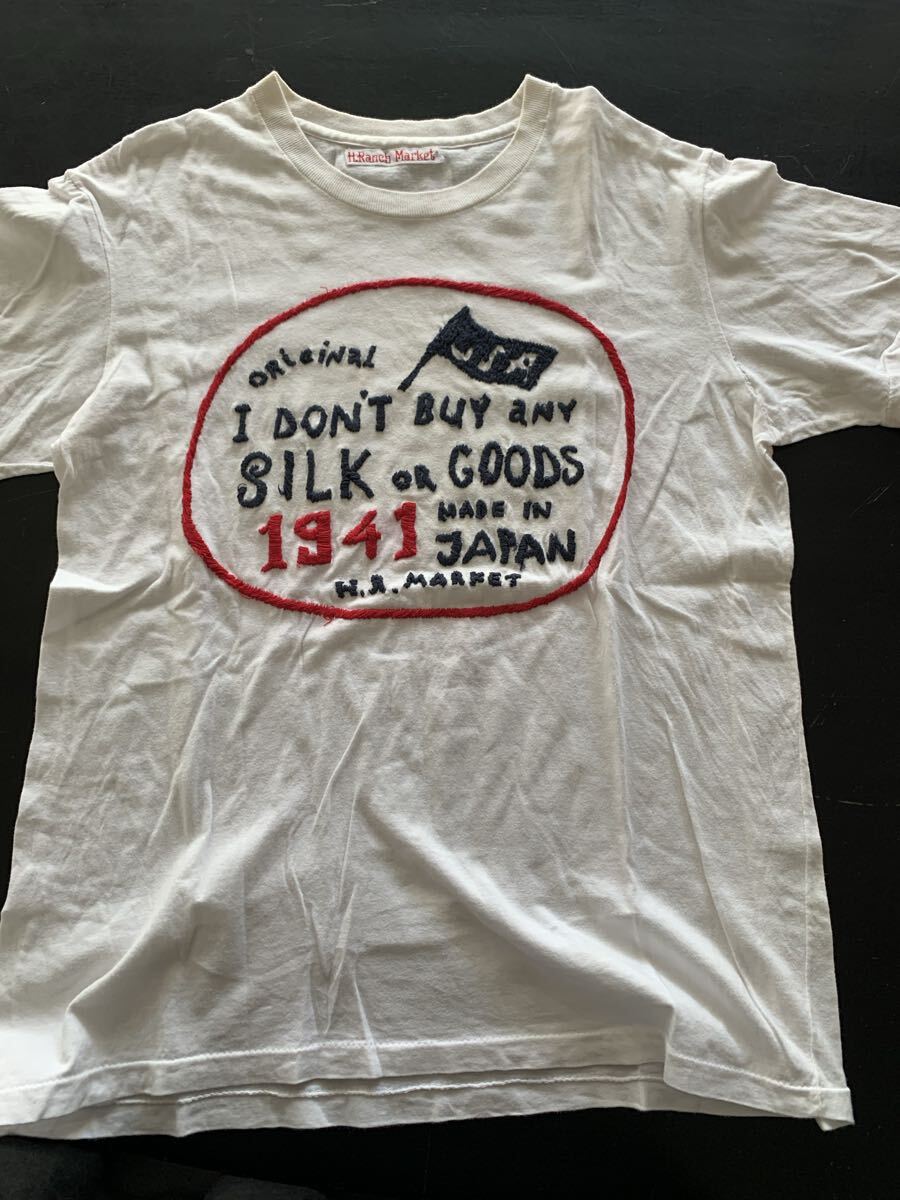 H.Ranch Market
ORIGINAL
I DON'T BUY aNY
SILK OR GOODS
1941 MADE IN
JAPAN
H.R. MARKET